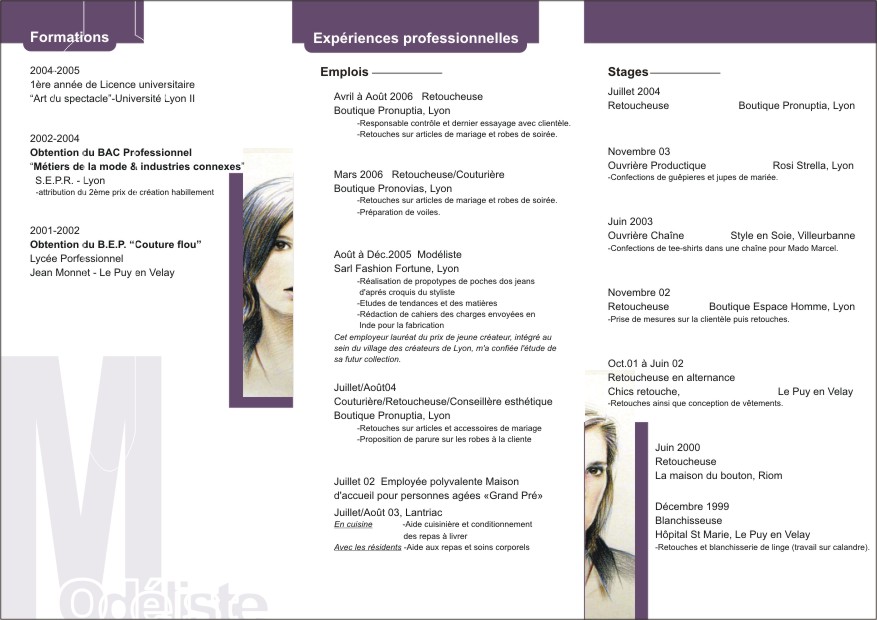 Formations
2004-2005
1ère année de Licence universitaire
“Art du spectacle”-Université Lyon II
2002-2004
Obtention du BAC Professionnel
“Métiers de la mode & industries connexes”
S.E.P.R. - Lyon
-attribution du 2ème prix de création habillement
2001-2002
Obtention du B.E.P. “Couture flou”
Lycée Porfessionnel
Jean Monnet - Le Puy en Velay
M
Odéliste
Expériences professionnelles
Emplois
Avril à Août 2006 Retoucheuse
Boutique Pronuptia, Lyon
-Responsable contrôle et dernier essayage avec clientèle.
-Retouches sur articles de mariage et robes de soirée.
Mars 2006 Retoucheuse/Couturière
Boutique Pronovias, Lyon
-Retouches sur articles de mariage et robes de soirée.
-Préparation de voiles.
Août à Déc.2005 Modéliste
Sarl Fashion Fortune, Lyon
-Réalisation de propotypes de poches des jeans
d'aprés croquis du styliste
-Etudes de tendances et des matières
-Rédaction de cahiers des charges envoyées en
Inde pour la fabrication
Cet employeur lauréat du prix de jeune créateur, intégré au
sein du village des créateurs de Lyon, m'a confiée l'étude de
sa futur collection.
Juillet/Août04
Couturière/Retoucheuse/Conseillère esthétique
Boutique Pronuptia, Lyon
-Retouches sur articles et accessoires de mariage
-Proposition de parure sur les robes à la cliente
Juillet 02 Employée polyvalente Maison
d'accueil pour personnes agées «Grand Pré»
Juillet/Août 03, Lantriac
En cuisine -Aide cuisinière et conditionnement
des repas à livrer
Avec les résidents -Aide aux repas et soins corporels
Stages
Juillet 2004
Retoucheuse Boutique Pronuptia, Lyon
Novembre 03
Ouvrière Productique Rosi Strella, Lyon
-Confections de guêpieres et jupes de mariée.
Juin 2003
Ouvrière Chaîne Style en Soie, Villeurbanne
-Confections de tee-shirts dans une chaîne pour Mado Marcel.
Novembre 02
Retoucheuse Boutique Espace Homme, Lyon
-Prise de mesures sur la clientèle puis retouches.
Oct.01 à Juin 02
Retoucheuse en alternance
Chics retouche, Le Puy en Velay
-Retouches ainsi que conception de vêtements.
Juin 2000
Retoucheuse
La maison du bouton, Riom
Décembre 1999
Blanchisseuse
Hôpital St Marie, Le Puy en Velay
-Retouches et blanchisserie de linge (travail sur calandre).